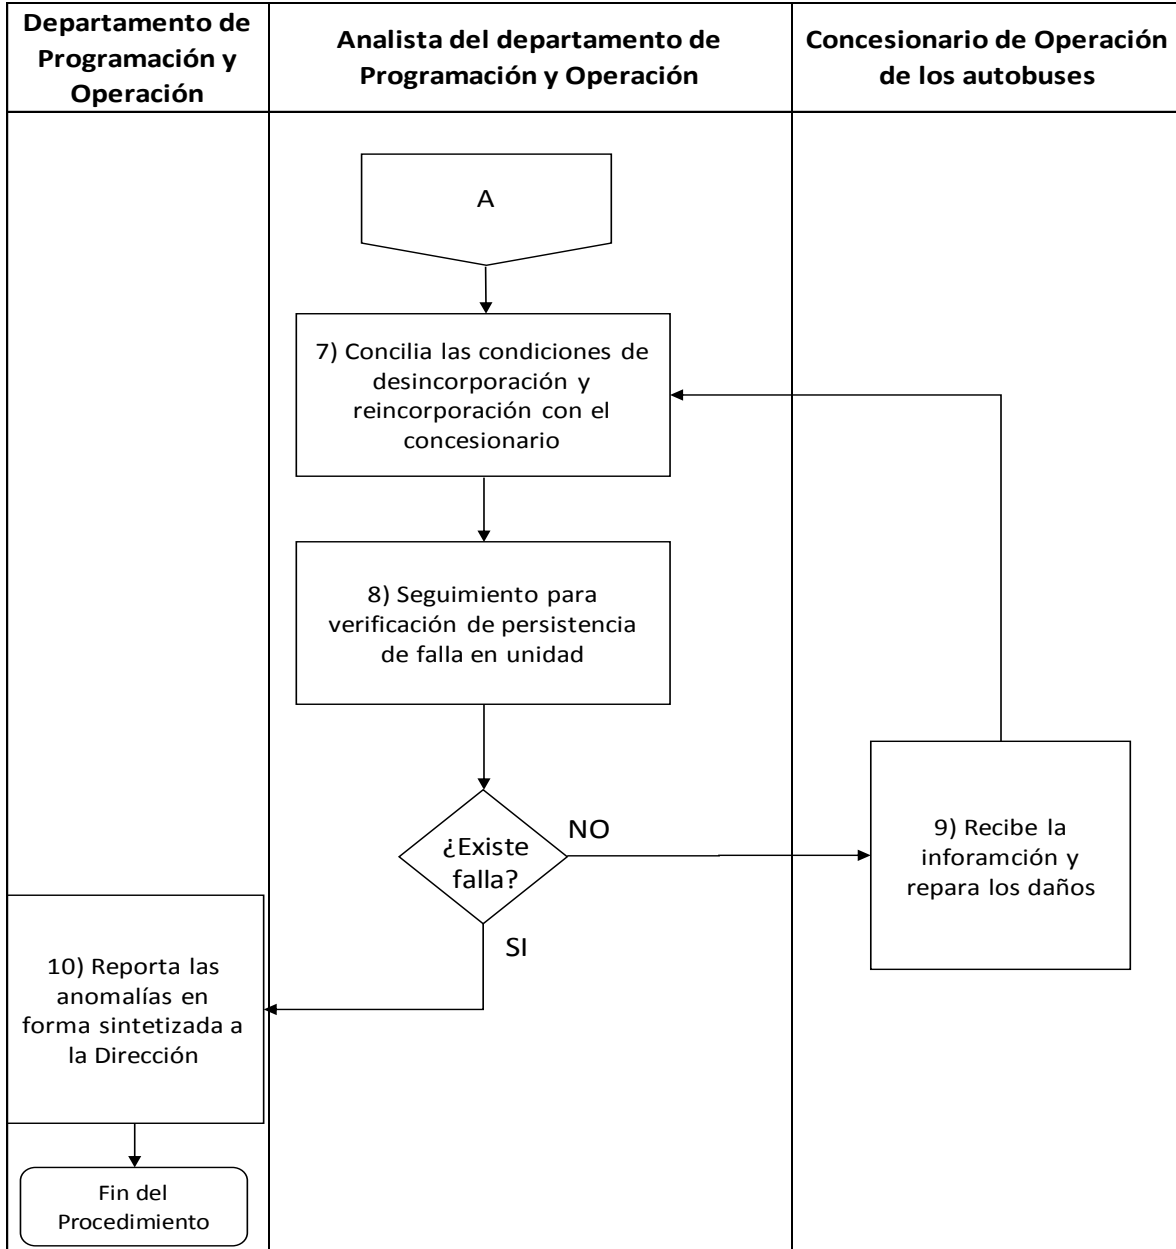 Departamento de
Programación y
Operación
Analista del departamento de
Programación y Operación
Concesionario de Operación
de los autobuses
A
7) Concilia las condiciones de
desincorporación y
reincorporación con el
concesionario
8) Seguimiento para
verificación de persistencia
de falla en unidad
¿Existe
falla?
NO
SI
9) Recibe la
inforamción y
repara los daños
10) Reporta las
anomalías en
forma sintetizada a
la Dirección
Fin del
Procedimiento